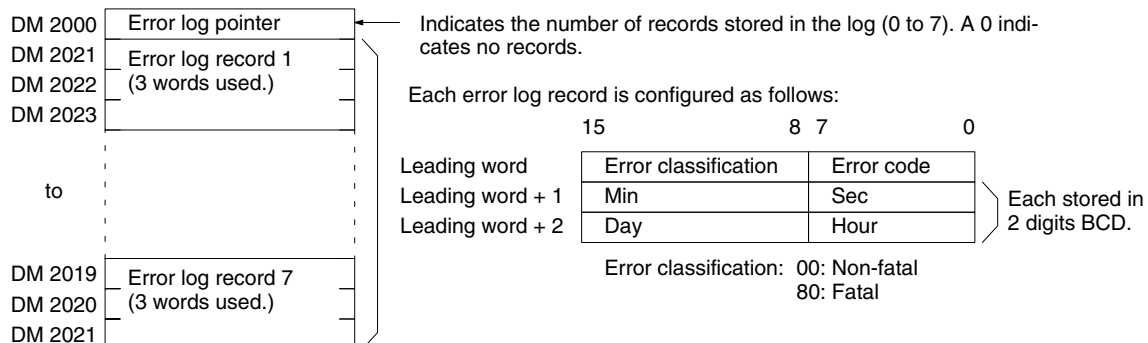 DM 2000 Error log pointer
Indicates the number of records stored in the log (0 to 7). A 0 indi-
cates no records.
DM 2021 Error log record 1
DM 2022 (3 words used.)
DM 2023
to
DM 2019 Error log record 7
DM 2020 (3 words used.)
DM 2021
Each error log record is configured as follows:
15 8 7 0
Leading word Error classification Error code
Leading word + 1 Min Sec
Leading word + 2 Day Hour
Each stored in
2 digits BCD.
Error classification: 00: Non-fatal
80: Fatal